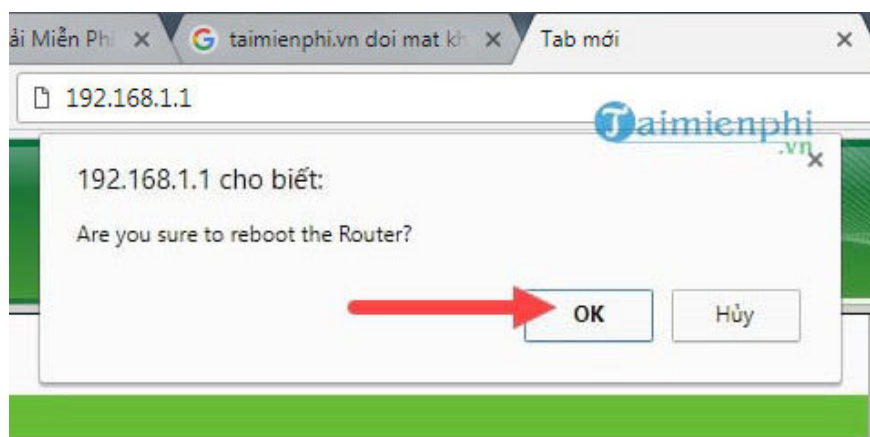 ải Miễn Phí
taimienphi.vn doi mat kh
Tab mới
192.168.1.1
Taimienphi
.vn
192.168.1.1 cho biết:
Are you sure to reboot the Router?
OK
Hủy